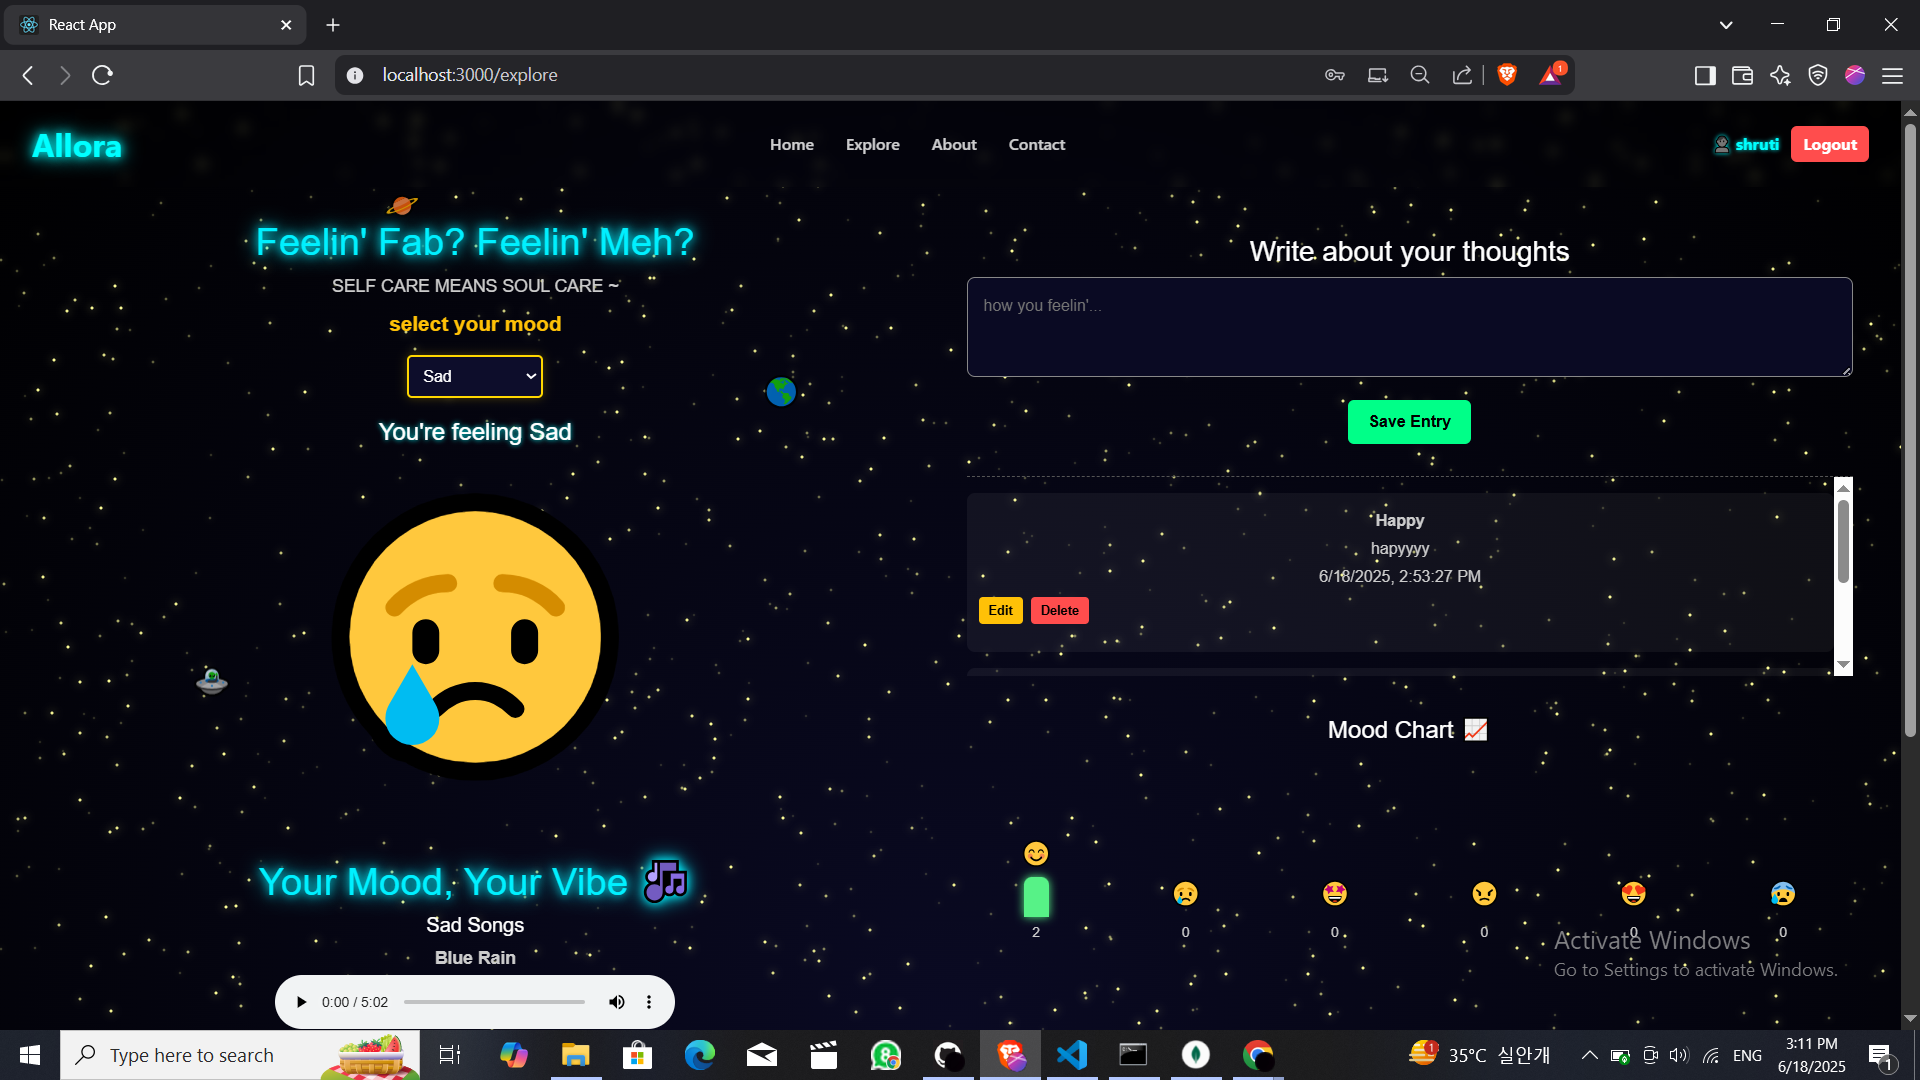 React App
localhost:3000/explore
1
Allora
Home Explore About Contact
shruti Logout
Feelin' Fab? Feelin' Meh?
SELF CARE MEANS SOUL CARE ~
select your mood
Sad
You're feeling Sad
Your Mood, Your Vibe
Sad Songs
Blue Rain
0:00 / 5:02
Write about your thoughts
how you feelin'...
Save Entry
Happy
hapyyyy
6/18/2025, 2:53:27 PM
Edit Delete
Mood Chart
2 0 0 0 0 0
Activate Windows
Go to Settings to activate Windows.
Type here to search
1 35°C 실안개 ENG
3:11 PM
6/18/2025
1